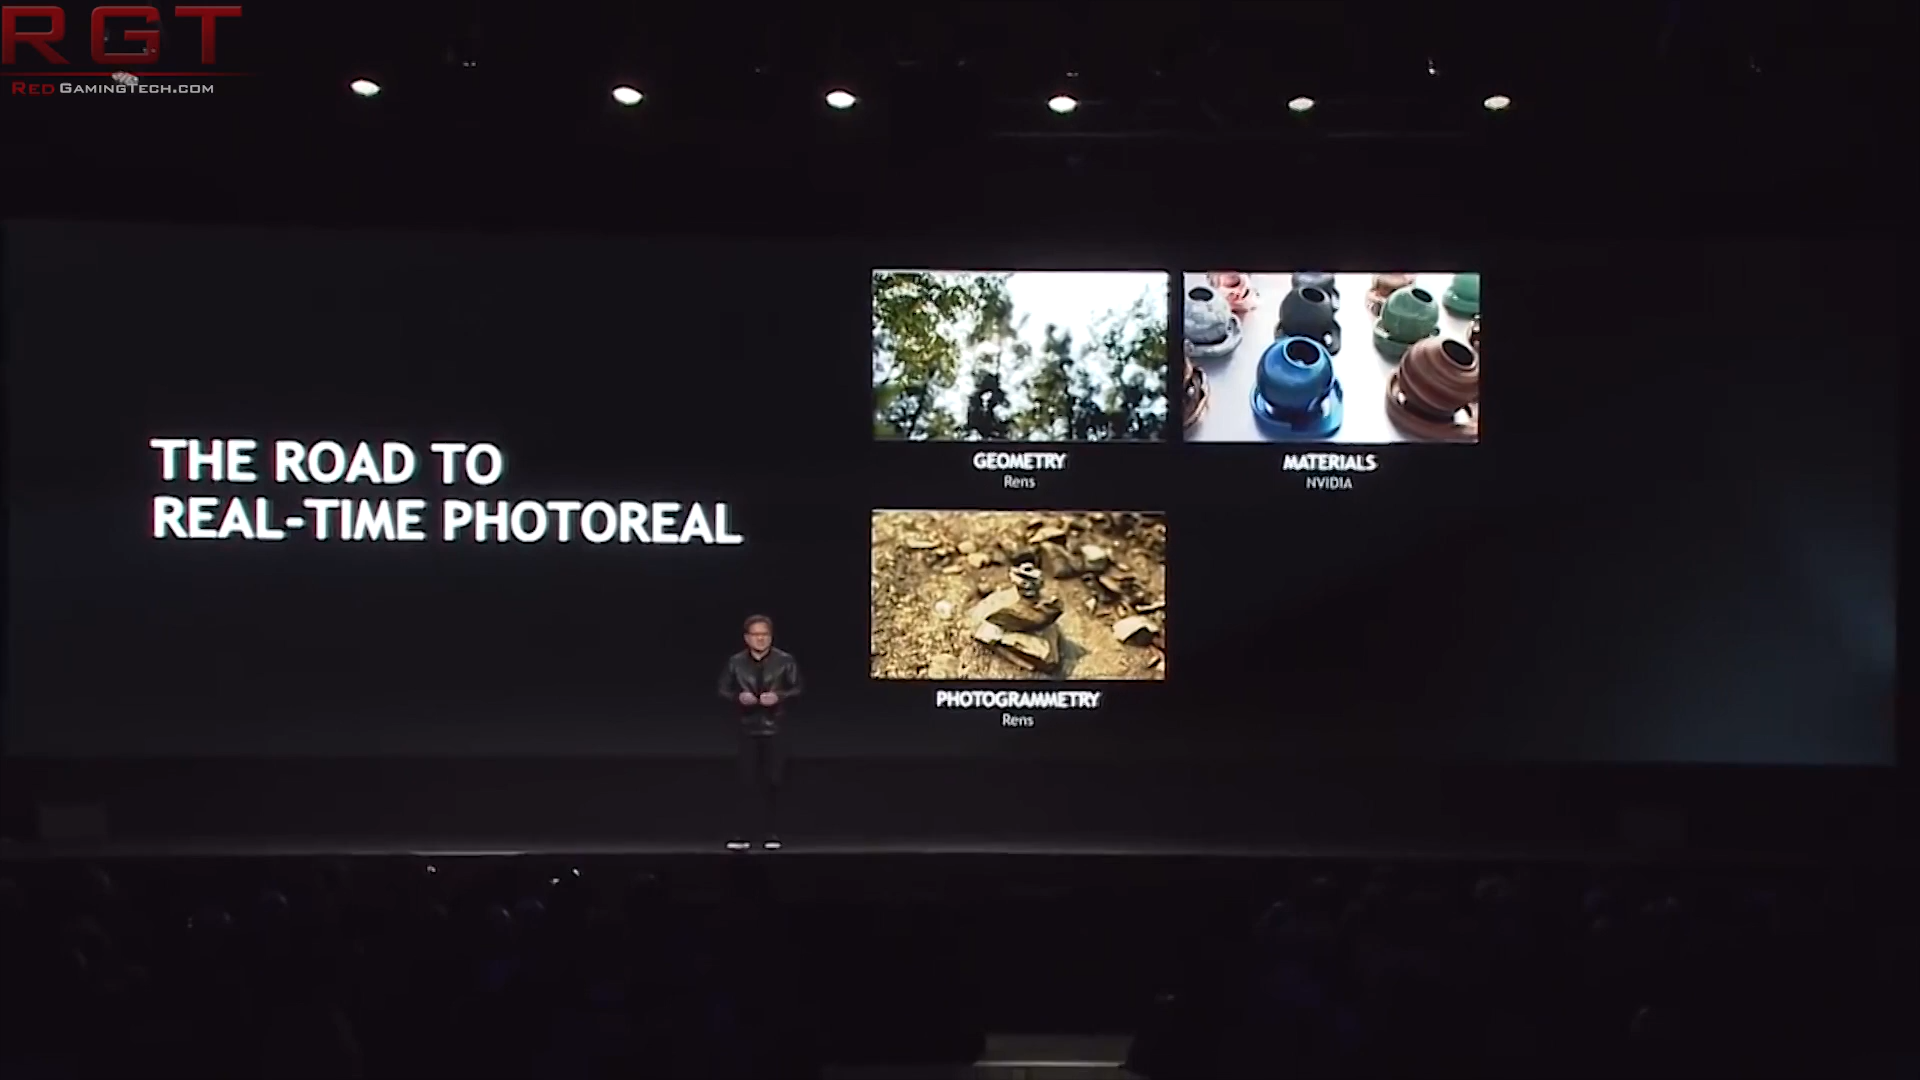 RGT
REDGAMINGTECH.COM
THE ROAD TO
REAL-TIME PHOTOREAL
GEOMETRY
Rens
MATERIALS
NVIDIA
PHOTOGRAMMETRY
Rens